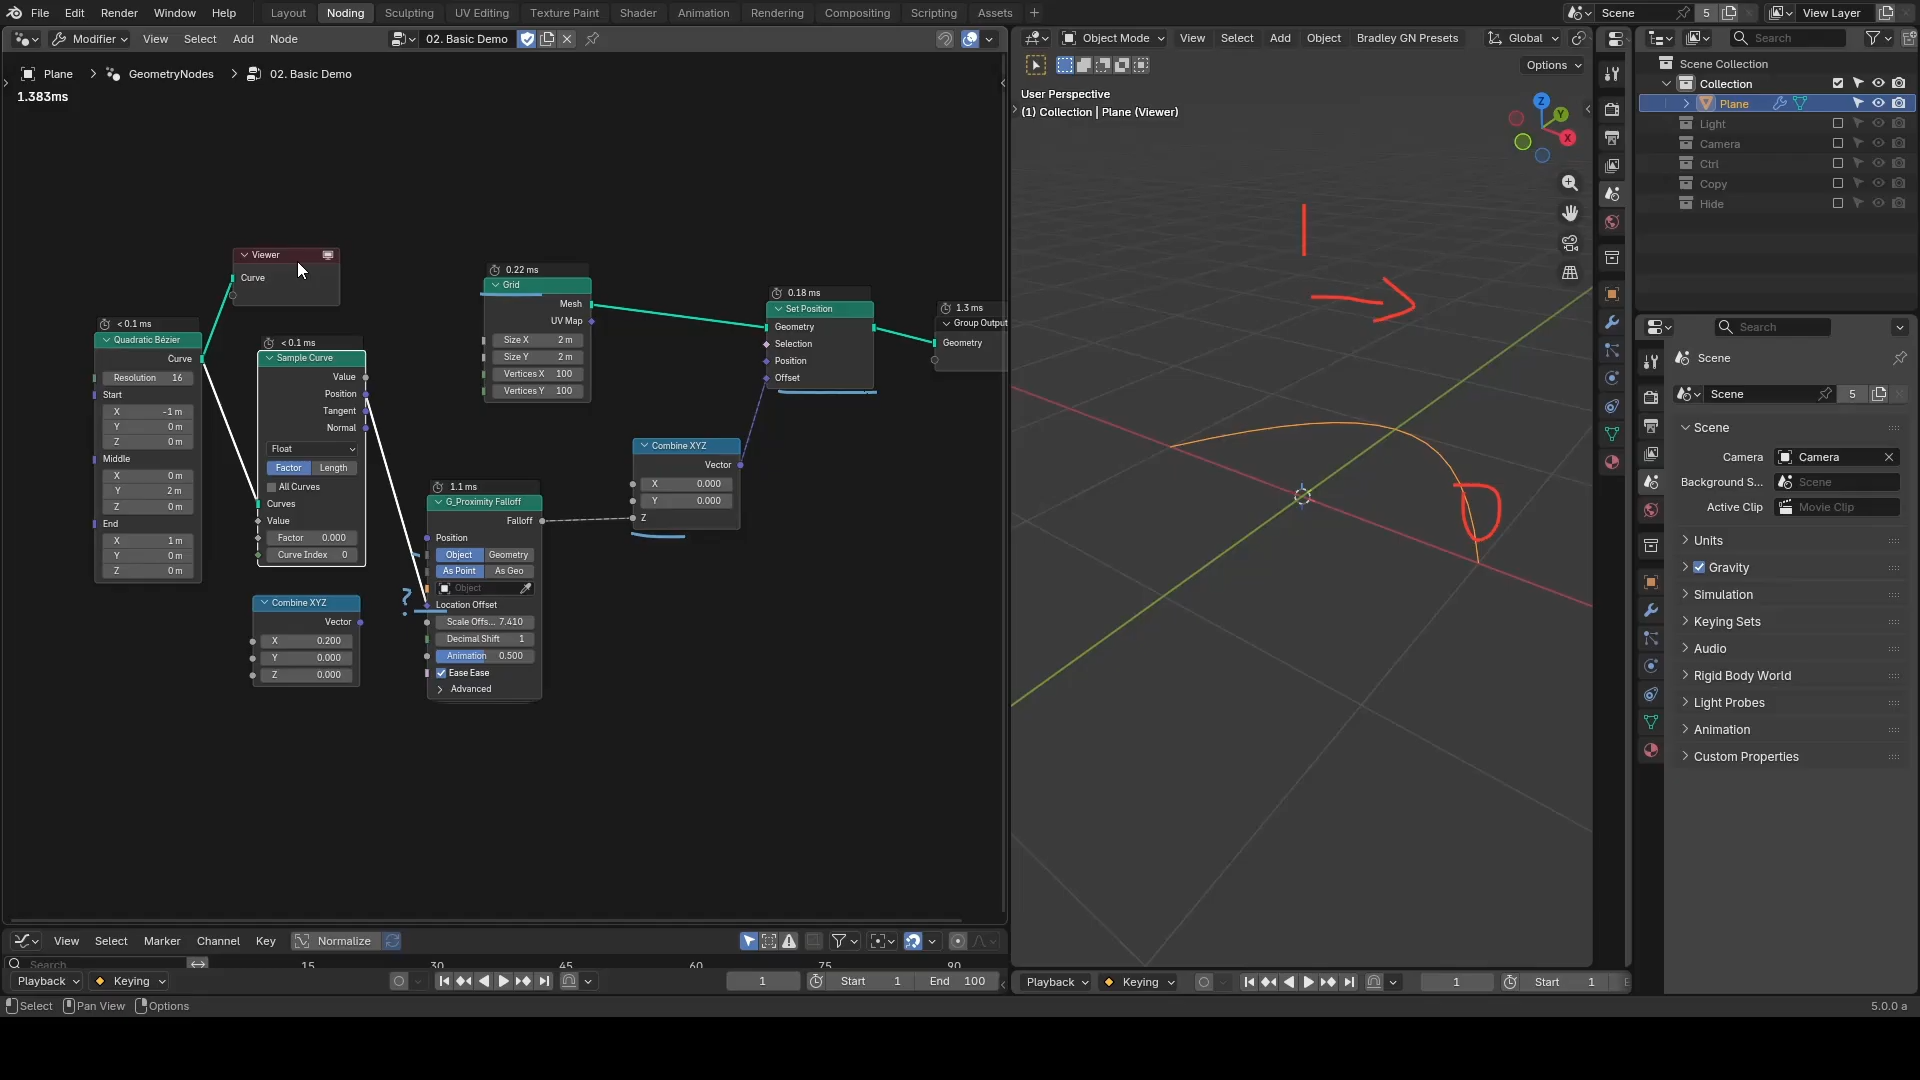 File Edit Render Window Help Layout Noding Sculpting UV Editing Texture Paint Shader Animation Rendering Compositing Scripting Assets Scene 5 View Layer
Modifier View Select Add Node 02. Basic Demo
Object Mode View Select Add Object Bradley GN Presets Global
Search
Options
Plane GeometryNodes 02. Basic Demo
1.383ms
User Perspective
(1) Collection | Plane (Viewer)
Z
Y
X
Scene Collection
Collection
Plane
Light
Camera
Ctrl
Copy
Hide
Viewer
Curve
< 0.1 ms
Quadratic Bézier
Curve
Resolution 16
Start
X -1 m
Y 0 m
Z 0 m
Middle
X 0 m
Y 2 m
Z 0 m
End
X 1 m
Y 0 m
Z 0 m
< 0.1 ms
Sample Curve
Value
Position
Tangent
Normal
Float
Factor Length
All Curves
Curves
Value
Factor 0.000
Curve Index 0
Combine XYZ
Vector
X 0.200
Y 0.000
Z 0.000
0.22 ms
Grid
Mesh
UV Map
Size X 2 m
Size Y 2 m
Vertices X 100
Vertices Y 100
1.1 ms
G_Proximity Falloff
Falloff
Position
Object Geometry
As Point As Geo
Object
?
Location Offset
Scale Offs... 7.410
Decimal Shift 1
Animation 0.500
Ease Ease
Advanced
Combine XYZ
Vector
X 0.000
Y 0.000
Z
0.18 ms
Set Position
Geometry
Selection
Position
Offset
1.3 ms
Group Output
Geometry
Search
Scene
Scene 5
Scene
Camera Camera
Background S... Scene
Active Clip Movie Clip
Units
Gravity
Simulation
Keying Sets
Audio
Rigid Body World
Light Probes
Animation
Custom Properties
View Select Marker Channel Key Normalize
Search 15 30 45 60 75 90
Playback Keying 1 Start 1 End 100
Playback Keying 1 Start 1
Select Pan View Options 5.0.0 a